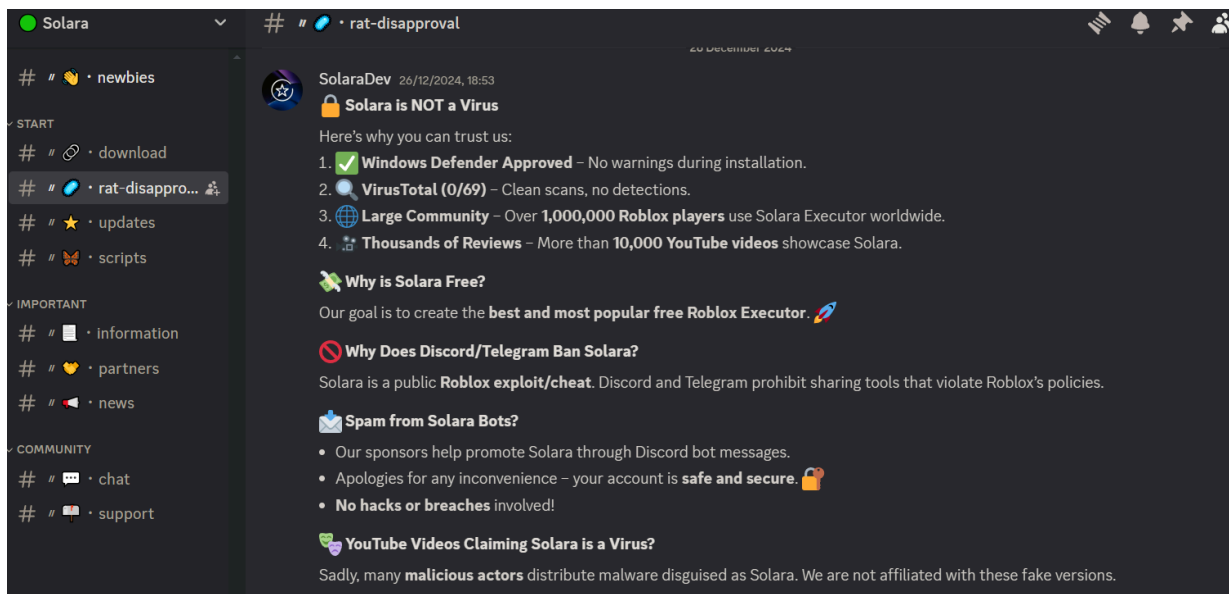 Solara
# 〃 · rat-disapproval
# 〃 · newbies
START
# 〃 · download
# 〃 · rat-disappro...
# 〃 · updates
# 〃 · scripts
IMPORTANT
# 〃 · information
# 〃 · partners
# 〃 · news
COMMUNITY
# 〃 · chat
# 〃 · support
26 December 2024
SolaraDev 26/12/2024, 18:53
Solara is NOT a Virus
Here's why you can trust us:
1. Windows Defender Approved – No warnings during installation.
2. VirusTotal (0/69) – Clean scans, no detections.
3. Large Community – Over 1,000,000 Roblox players use Solara Executor worldwide.
4. Thousands of Reviews – More than 10,000 YouTube videos showcase Solara.
Why is Solara Free?
Our goal is to create the best and most popular free Roblox Executor.
Why Does Discord/Telegram Ban Solara?
Solara is a public Roblox exploit/cheat. Discord and Telegram prohibit sharing tools that violate Roblox's policies.
Spam from Solara Bots?
• Our sponsors help promote Solara through Discord bot messages.
• Apologies for any inconvenience – your account is safe and secure.
• No hacks or breaches involved!
YouTube Videos Claiming Solara is a Virus?
Sadly, many malicious actors distribute malware disguised as Solara. We are not affiliated with these fake versions.